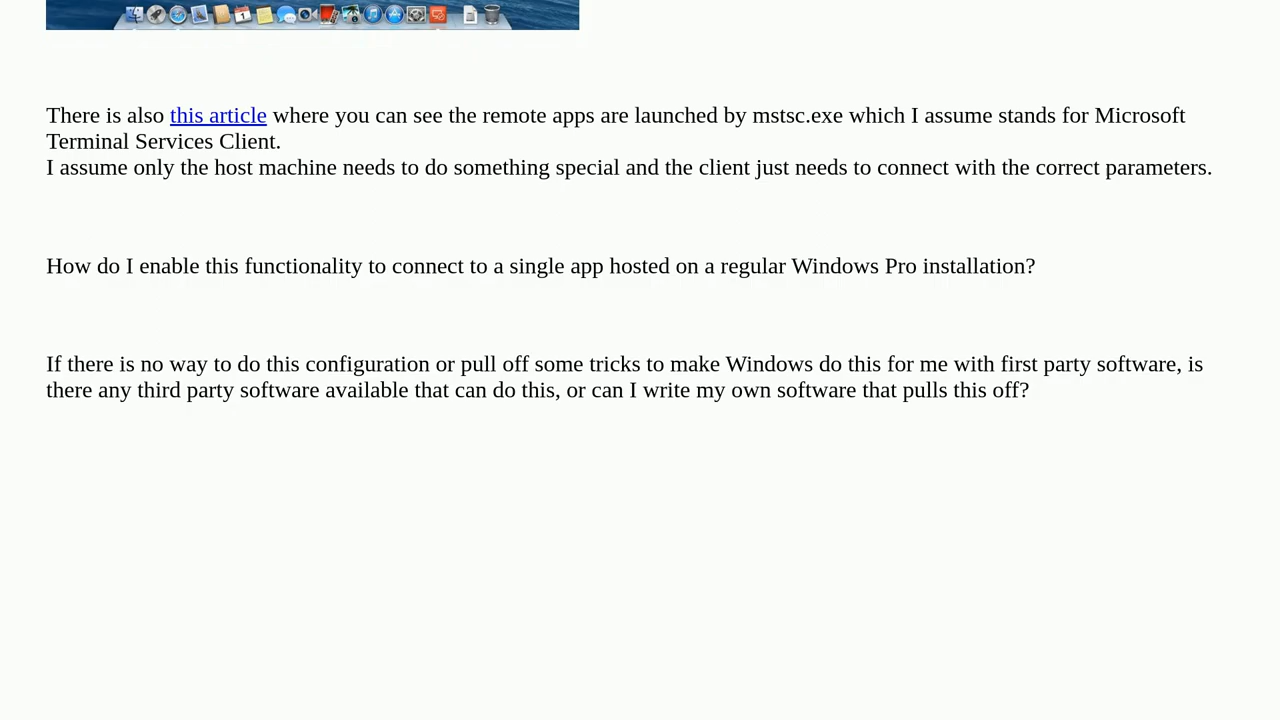 There is also this article where you can see the remote apps are launched by mstsc.exe which I assume stands for Microsoft
Terminal Services Client.
I assume only the host machine needs to do something special and the client just needs to connect with the correct parameters.
How do I enable this functionality to connect to a single app hosted on a regular Windows Pro installation?
If there is no way to do this configuration or pull off some tricks to make Windows do this for me with first party software, is
there any third party software available that can do this, or can I write my own software that pulls this off?